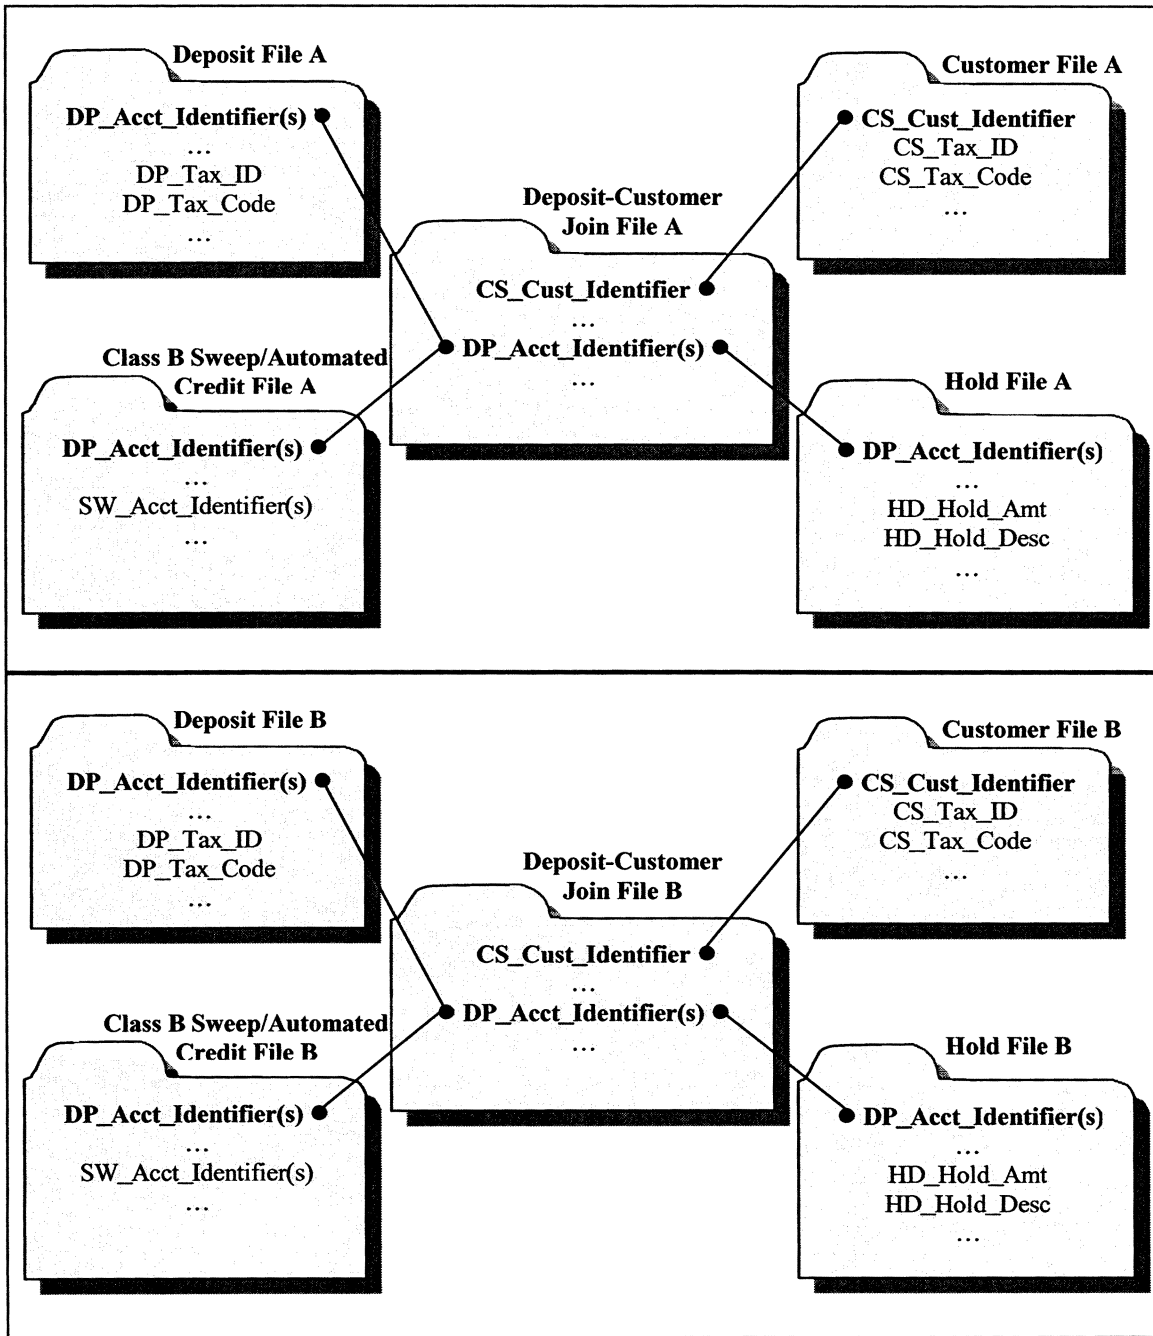 Deposit File A
DP_Acct_Identifier(s)
...
DP_Tax_ID
DP_Tax_Code
...
Customer File A
CS_Cust_Identifier
CS_Tax_ID
CS_Tax_Code
...
Deposit-Customer
Join File A
CS_Cust_Identifier
...
DP_Acct_Identifier(s)
...
Class B Sweep/Automated
Credit File A
DP_Acct_Identifier(s)
...
SW_Acct_Identifier(s)
...
Hold File A
DP_Acct_Identifier(s)
...
HD_Hold_Amt
HD_Hold_Desc
...
Deposit File B
DP_Acct_Identifier(s)
...
DP_Tax_ID
DP_Tax_Code
...
Customer File B
CS_Cust_Identifier
CS_Tax_ID
CS_Tax_Code
...
Deposit-Customer
Join File B
CS_Cust_Identifier
...
DP_Acct_Identifier(s)
...
Class B Sweep/Automated
Credit File B
DP_Acct_Identifier(s)
...
SW_Acct_Identifier(s)
...
Hold File B
DP_Acct_Identifier(s)
...
HD_Hold_Amt
HD_Hold_Desc
...